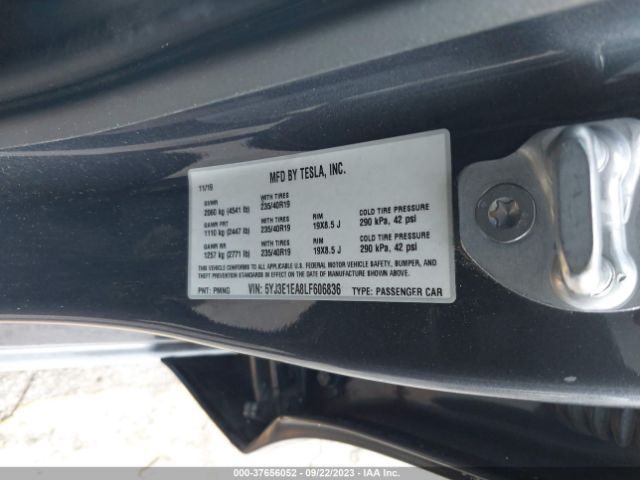 MFD BY TESLA, INC.
11/19
GVWR
2060 kg (4541 lb)
WITH TIRES
235/40R19
GAWR FRT
1110 kg (2447 lb)
WITH TIRES
235/40R19
RIM
19X8.5 J
COLD TIRE PRESSURE
290 kPa, 42 psi
GAWR RR
1257 kg (2771 lb)
WITH TIRES
235/40R19
RIM
19X8.5 J
COLD TIRE PRESSURE
290 kPa, 42 psi
THIS VEHICLE CONFORMS TO ALL APPLICABLE U.S. FEDERAL MOTOR VEHICLE SAFETY, BUMPER, AND
THEFT PREVENTION STANDARDS IN EFFECT ON THE DATE OF MANUFACTURE SHOWN ABOVE.
PNT: PMNG VIN: 5YJ3E1EA8LF606836 TYPE: PASSENGER CAR
000-37656052 - 09/22/2023 - IAA Inc.